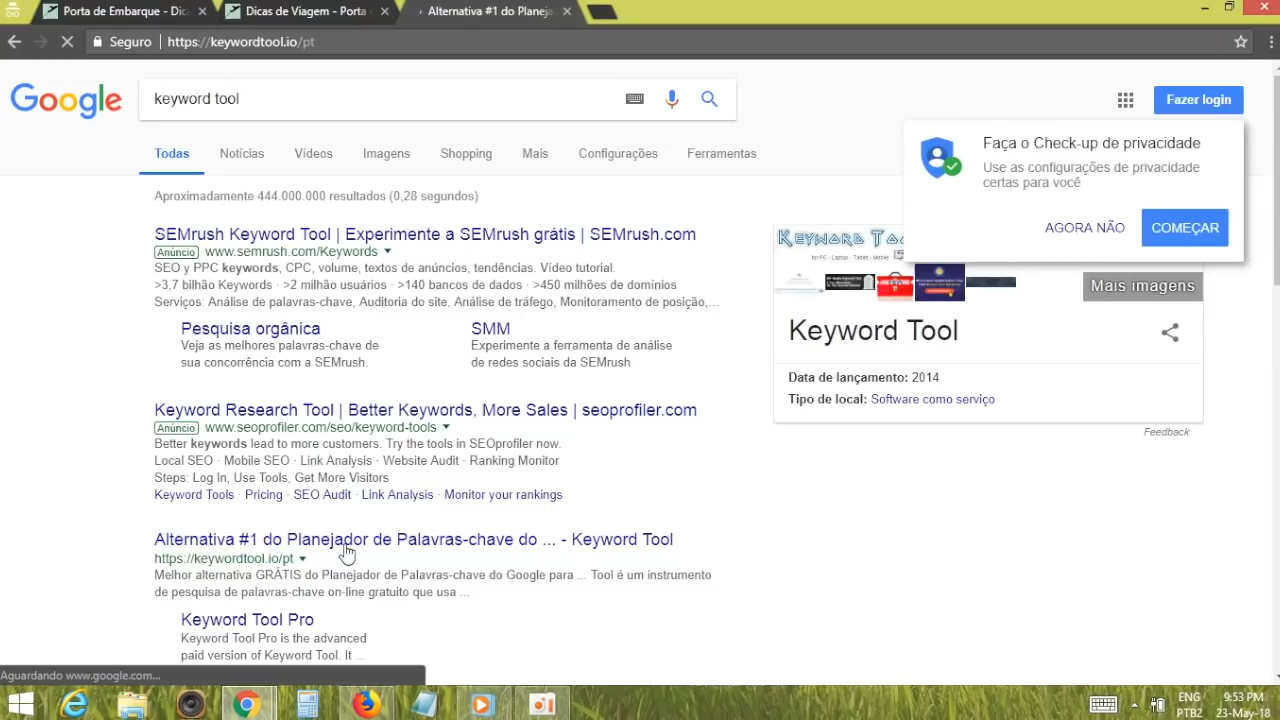 Porta de Embarque - Dic
Dicas de Viagem - Porta
Alternativa #1 do Planej
Seguro
https://keywordtool.io/pt
Google
keyword tool
Fazer login
Todas
Notícias
Vídeos
Imagens
Shopping
Mais
Configurações
Ferramentas
Faça o Check-up de privacidade
Use as configurações de privacidade
certas para você
AGORA NÃO
COMEÇAR
Aproximadamente 444.000.000 resultados (0,28 segundos)
SEMrush Keyword Tool | Experimente a SEMrush grátis | SEMrush.com
Anúncio www.semrush.com/Keywords
SEO y PPC keywords, CPC, volume, textos de anúncios, tendências. Vídeo tutorial.
>3,7 bilhão Keywords · >2 milhão usuários · >140 bancos de dados · >450 milhões de domínios
Serviços: Análise de palavras-chave, Auditoria do site, Análise de tráfego, Monitoramento de posição,…
Pesquisa orgânica
Veja as melhores palavras-chave de
sua concorrência com a SEMrush.
SMM
Experimente a ferramenta de análise
de redes sociais da SEMrush
Keyword Research Tool | Better Keywords, More Sales | seoprofiler.com
Anúncio www.seoprofiler.com/seo/keyword-tools
Better keywords lead to more customers. Try the tools in SEOprofiler now.
Local SEO · Mobile SEO · Link Analysis · Website Audit · Ranking Monitor
Steps: Log In, Use Tools, Get More Visitors
Keyword Tools · Pricing · SEO Audit · Link Analysis · Monitor your rankings
Alternativa #1 do Planejador de Palavras-chave do ... - Keyword Tool
https://keywordtool.io/pt
Melhor alternativa GRÁTIS do Planejador de Palavras-chave do Google para ... Tool é um instrumento
de pesquisa de palavras-chave on-line gratuito que usa ...
Keyword Tool Pro
Keyword Tool Pro is the advanced
paid version of Keyword Tool. It ...
Keyword Too
for PC - Laptop - Tablet - Mobile
Mais imagens
Keyword Tool
Data de lançamento: 2014
Tipo de local: Software como serviço
Feedback
Aguardando www.google.com...
ENG
PTB2
9:53 PM
23-May-18